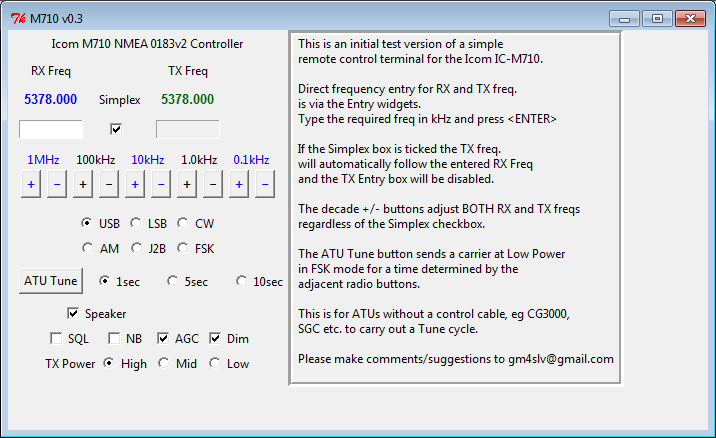 M710 v0.3
Icom M710 NMEA 0183v2 Controller
RX Freq TX Freq
5378.000 Simplex 5378.000
1MHz 100kHz 10kHz 1.0kHz 0.1kHz
+ − + − + − + − + −
USB LSB CW
AM J2B FSK
ATU Tune 1sec 5sec 10sec
Speaker
SQL NB AGC Dim
TX Power High Mid Low
This is an initial test version of a simple
remote control terminal for the Icom IC-M710.
Direct frequency entry for RX and TX freq.
is via the Entry widgets.
Type the required freq in kHz and press <ENTER>
If the Simplex box is ticked the TX freq.
will automatically follow the entered RX Freq
and the TX Entry box will be disabled.
The decade +/- buttons adjust BOTH RX and TX freqs
regardless of the Simplex checkbox.
The ATU Tune button sends a carrier at Low Power
in FSK mode for a time determined by the
adjacent radio buttons.
This is for ATUs without a control cable, eg CG3000,
SGC etc. to carry out a Tune cycle.
Please make comments/suggestions to gm4slv@gmail.com